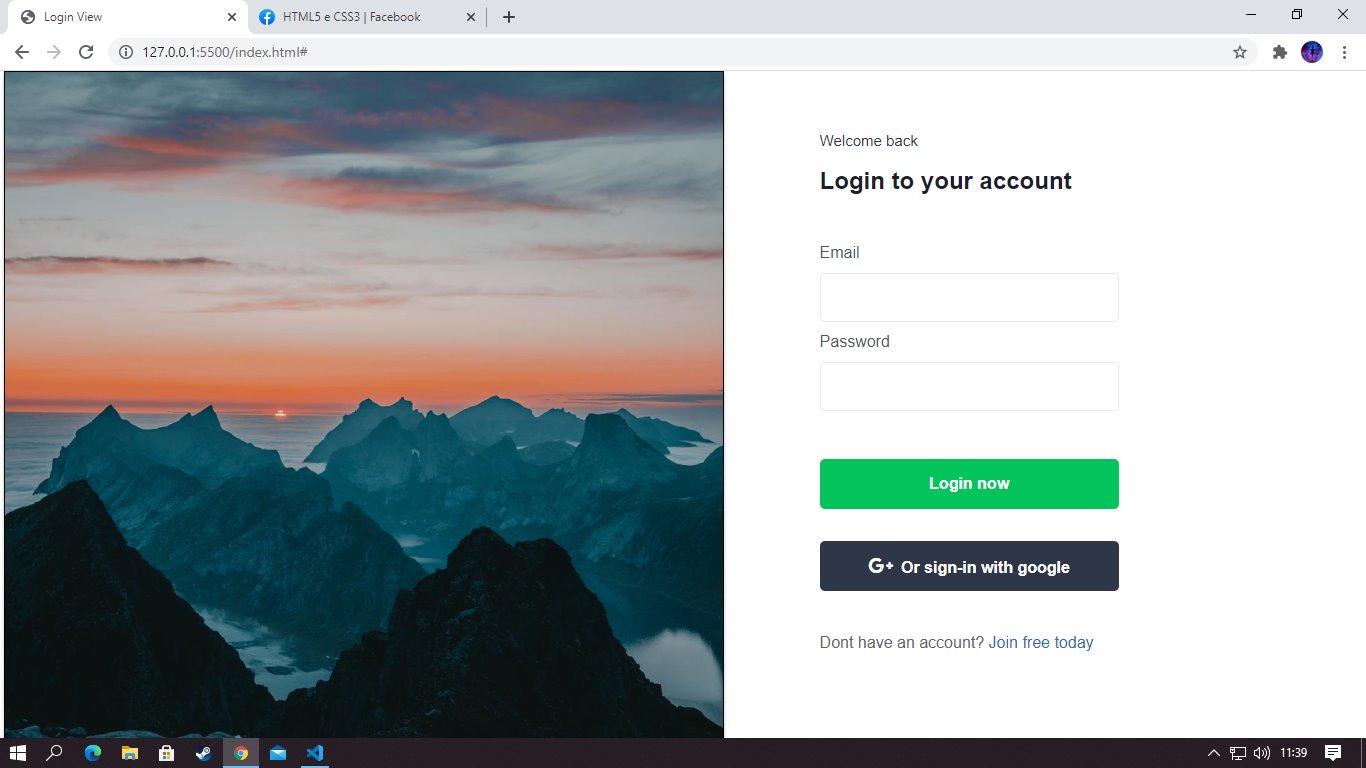 Login View
HTML5 e CSS3 | Facebook
127.0.0.1:5500/index.html#
Welcome back
Login to your account
Email
Password
Login now
G+ Or sign-in with google
Dont have an account? Join free today
11:39